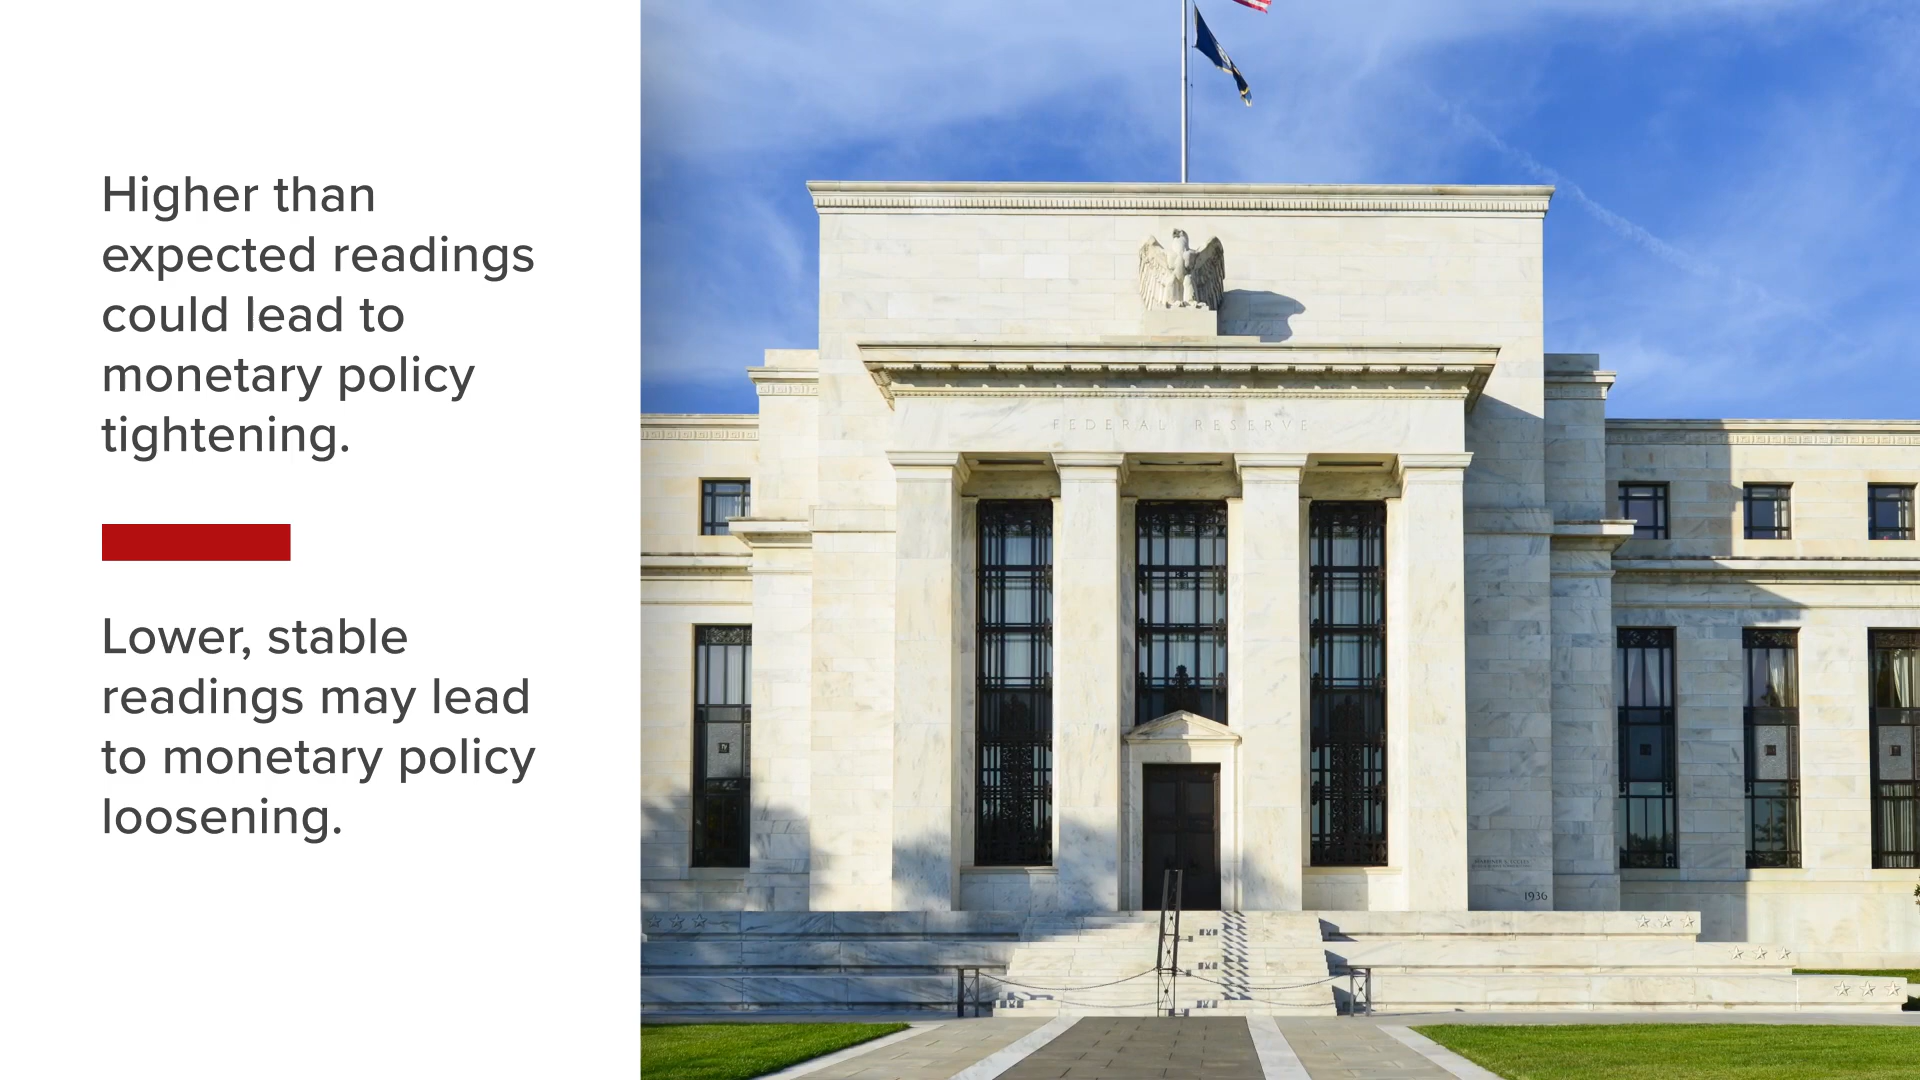 Higher than
expected readings
could lead to
monetary policy
tightening.
Lower, stable
readings may lead
to monetary policy
loosening.
FEDERAL RESERVE
1936